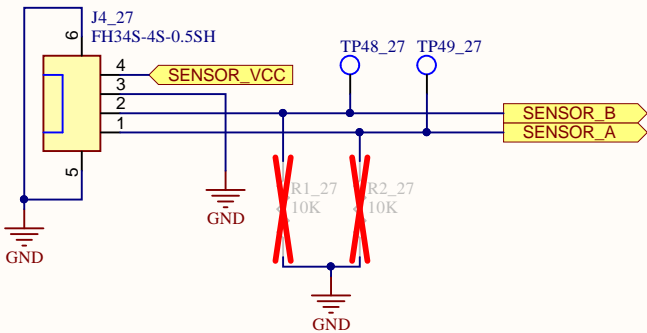 J4_27
FH34S-4S-0.5SH
6
4
3
2
1
5
SENSOR_VCC
TP48_27
TP49_27
SENSOR_B
SENSOR_A
R1_27
10K
R2_27
10K
GND
GND
GND